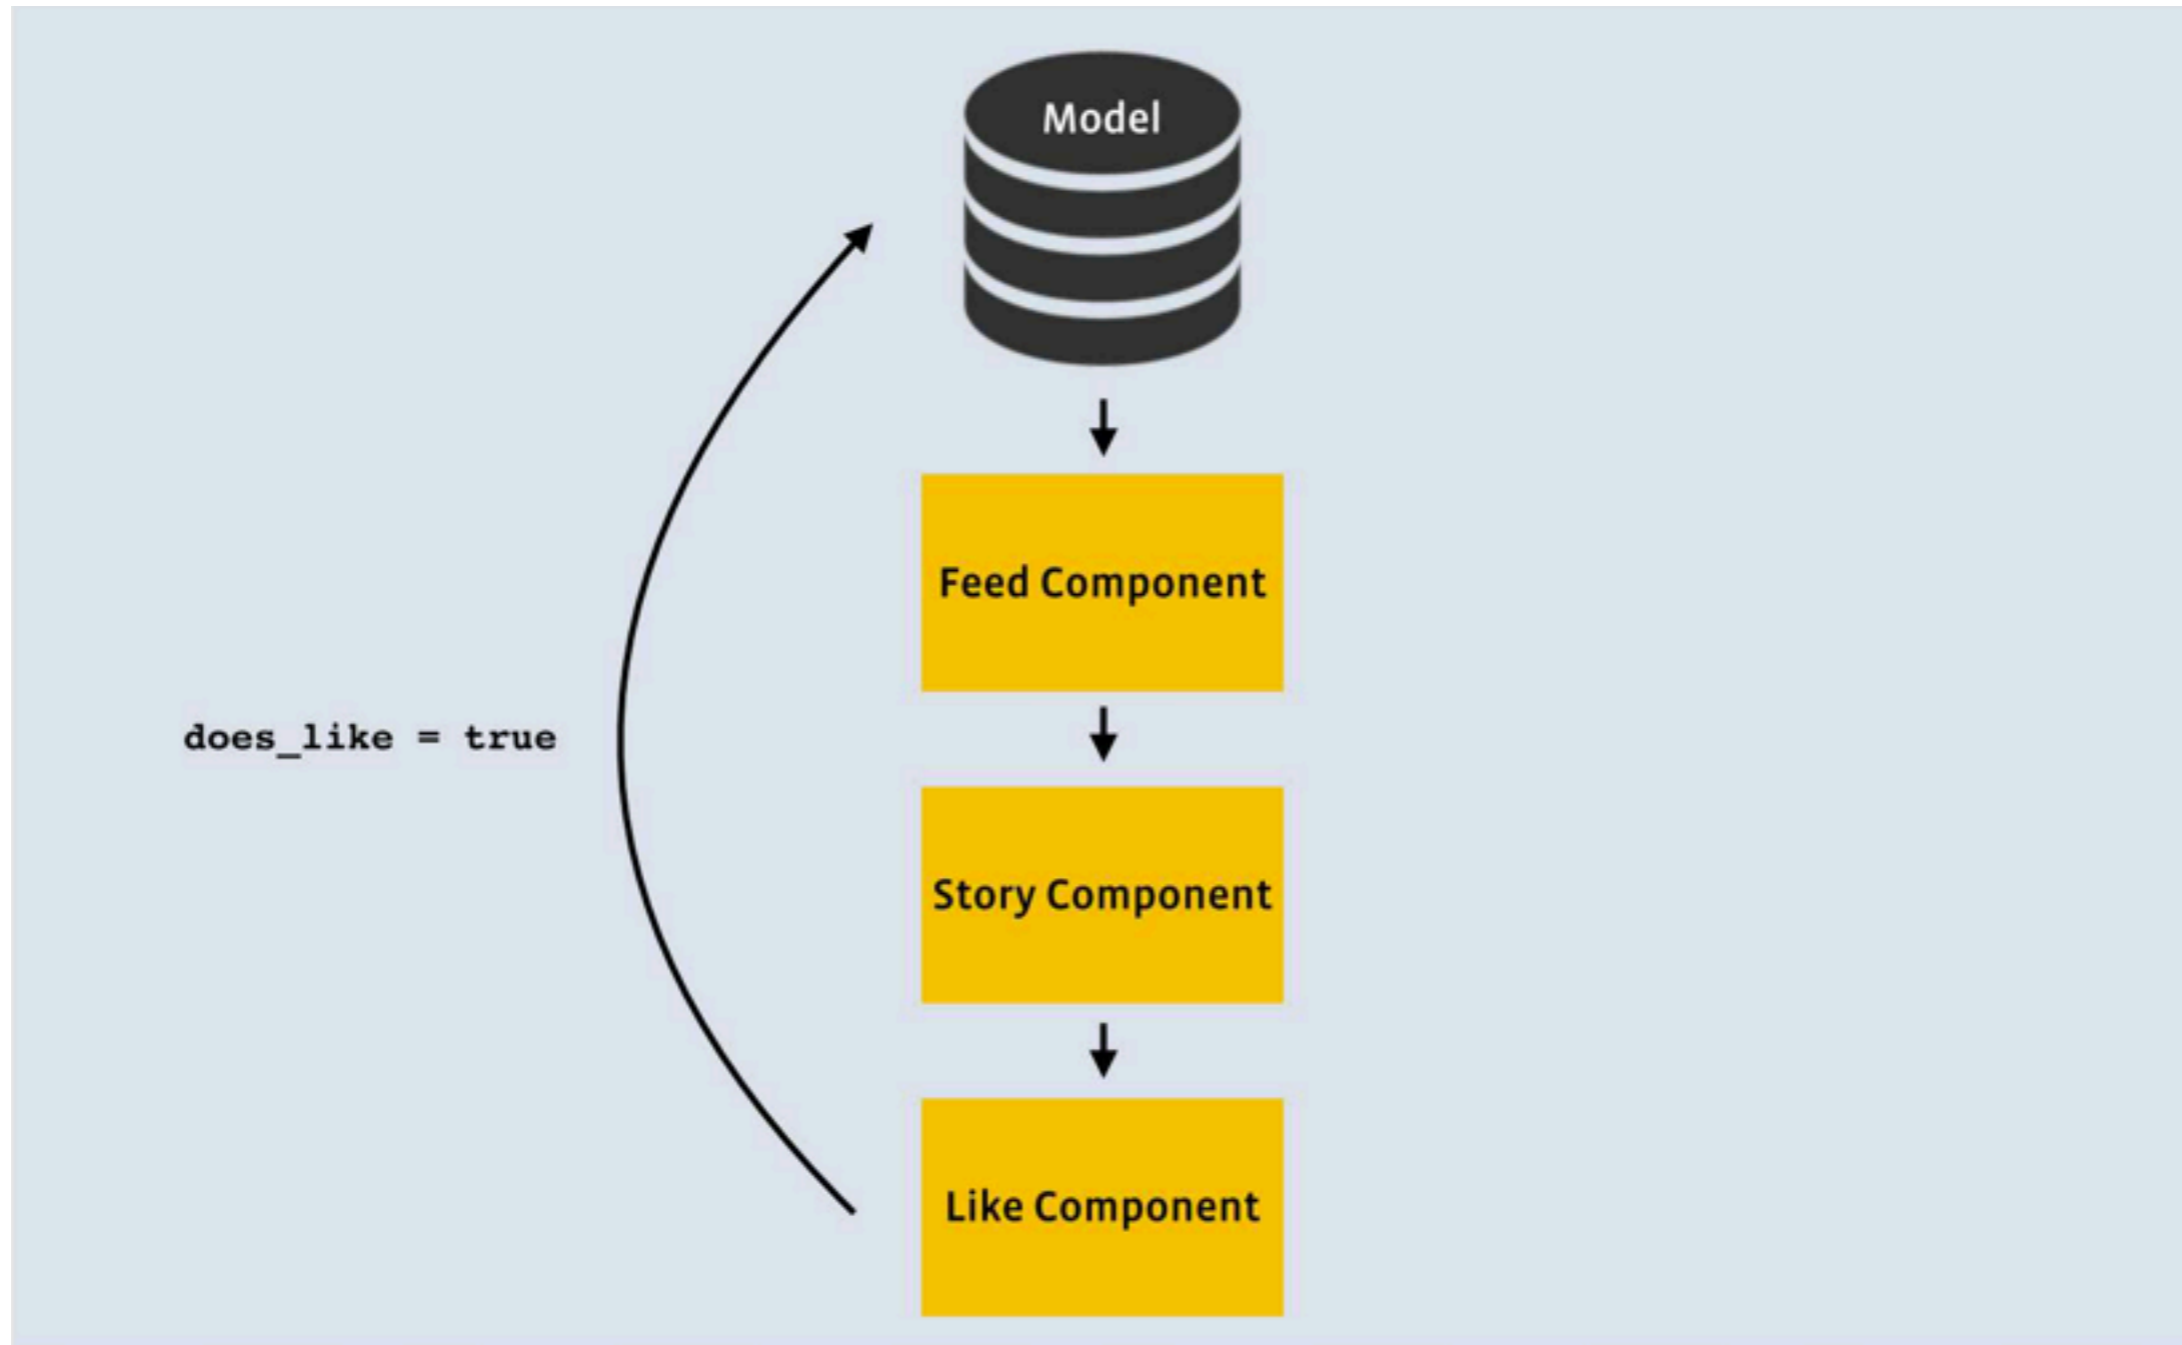 Model
Feed Component
does_like = true
Story Component
Like Component